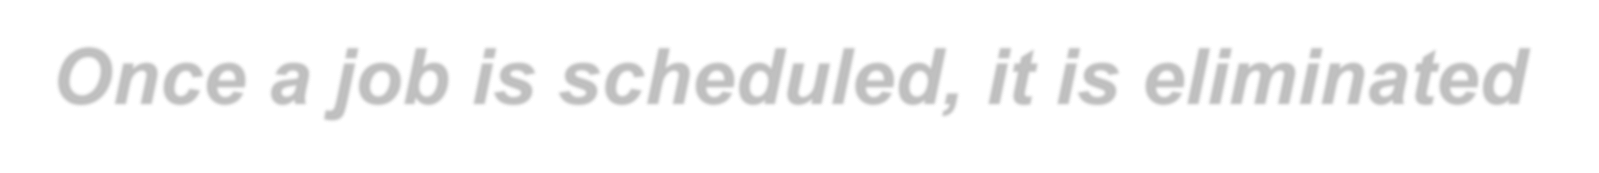 Once a job is scheduled, it is eliminated